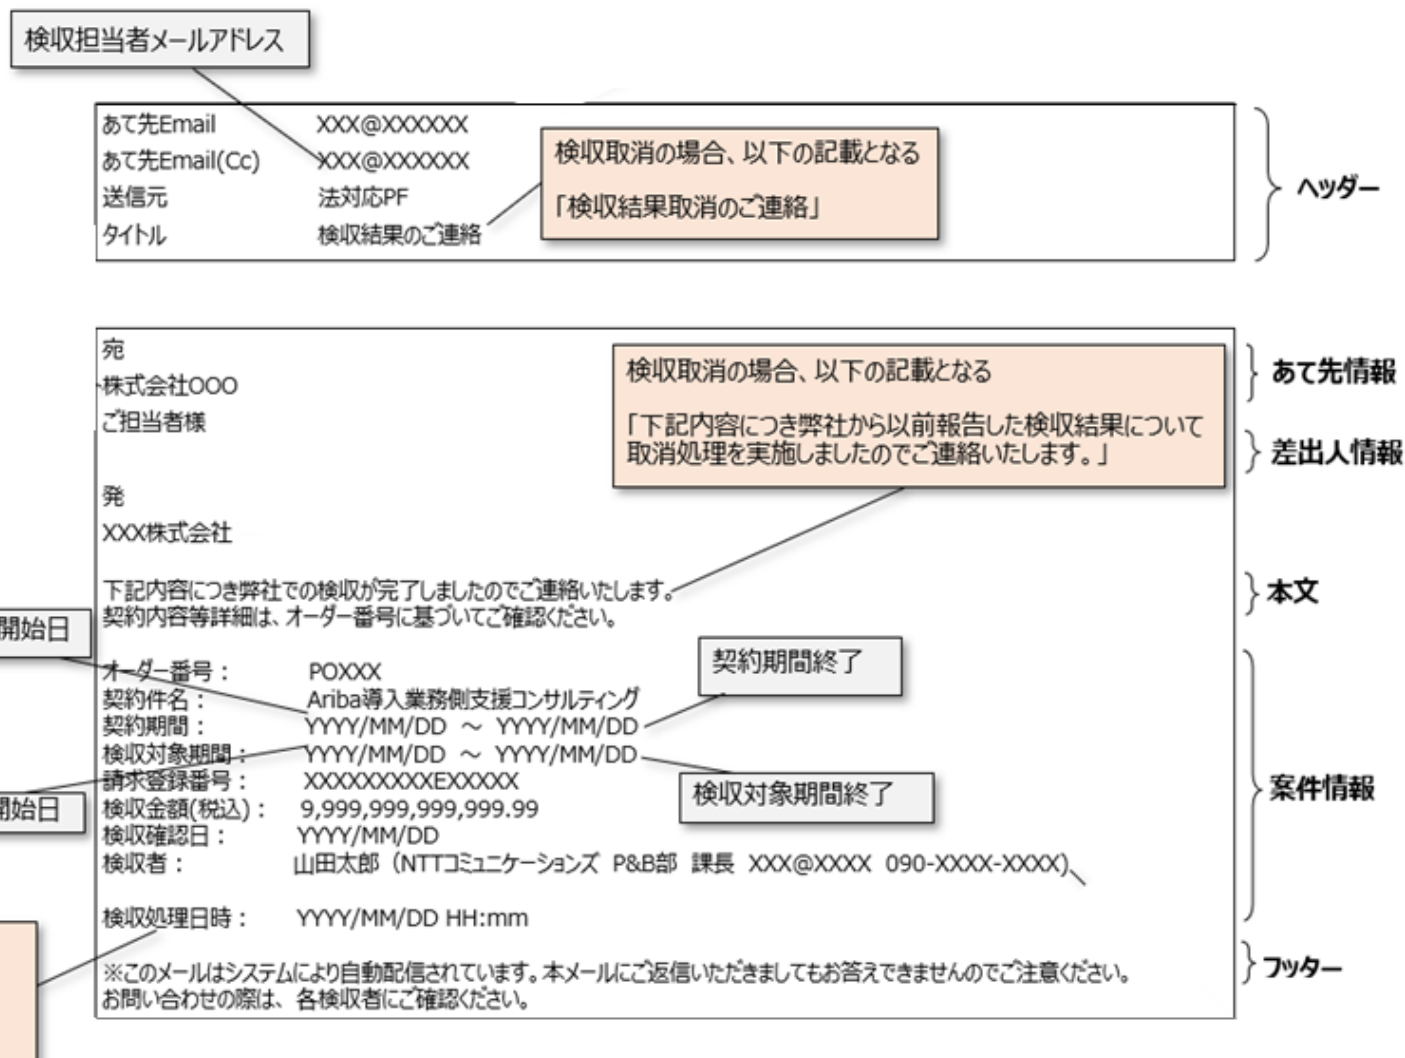 検収担当者メールアドレス
あて先Email XXX@XXXXXX
あて先Email(Cc) XXX@XXXXXX
送信元 法対応PF
タイトル 検収結果のご連絡
検収取消の場合、以下の記載となる
「検収結果取消のご連絡」
ヘッダー
宛
株式会社OOO
ご担当者様
検収取消の場合、以下の記載となる
「下記内容につき弊社から以前報告した検収結果について
取消処理を実施しましたのでご連絡いたします。」
あて先情報
差出人情報
発
XXX株式会社
下記内容につき弊社での検収が完了しましたのでご連絡いたします。
契約内容等詳細は、オーダー番号に基づいてご確認ください。
本文
開始日
オーダー番号： POXXX
契約件名： Ariba導入業務側支援コンサルティング
契約期間： YYYY/MM/DD ～ YYYY/MM/DD
契約期間終了
検収対象期間： YYYY/MM/DD ～ YYYY/MM/DD
請求登録番号： XXXXXXXXXEXXXXX
検収対象期間終了
開始日
検収金額(税込)： 9,999,999,999,999.99
検収確認日： YYYY/MM/DD
検収者： 山田太郎（NTTコミュニケーションズ P&B部 課長 XXX@XXXX 090-XXXX-XXXX)
検収処理日時： YYYY/MM/DD HH:mm
案件情報
※このメールはシステムにより自動配信されています。本メールにご返信いただきましてもお答えできませんのでご注意ください。
お問い合わせの際は、各検収者にご確認ください。
フッター